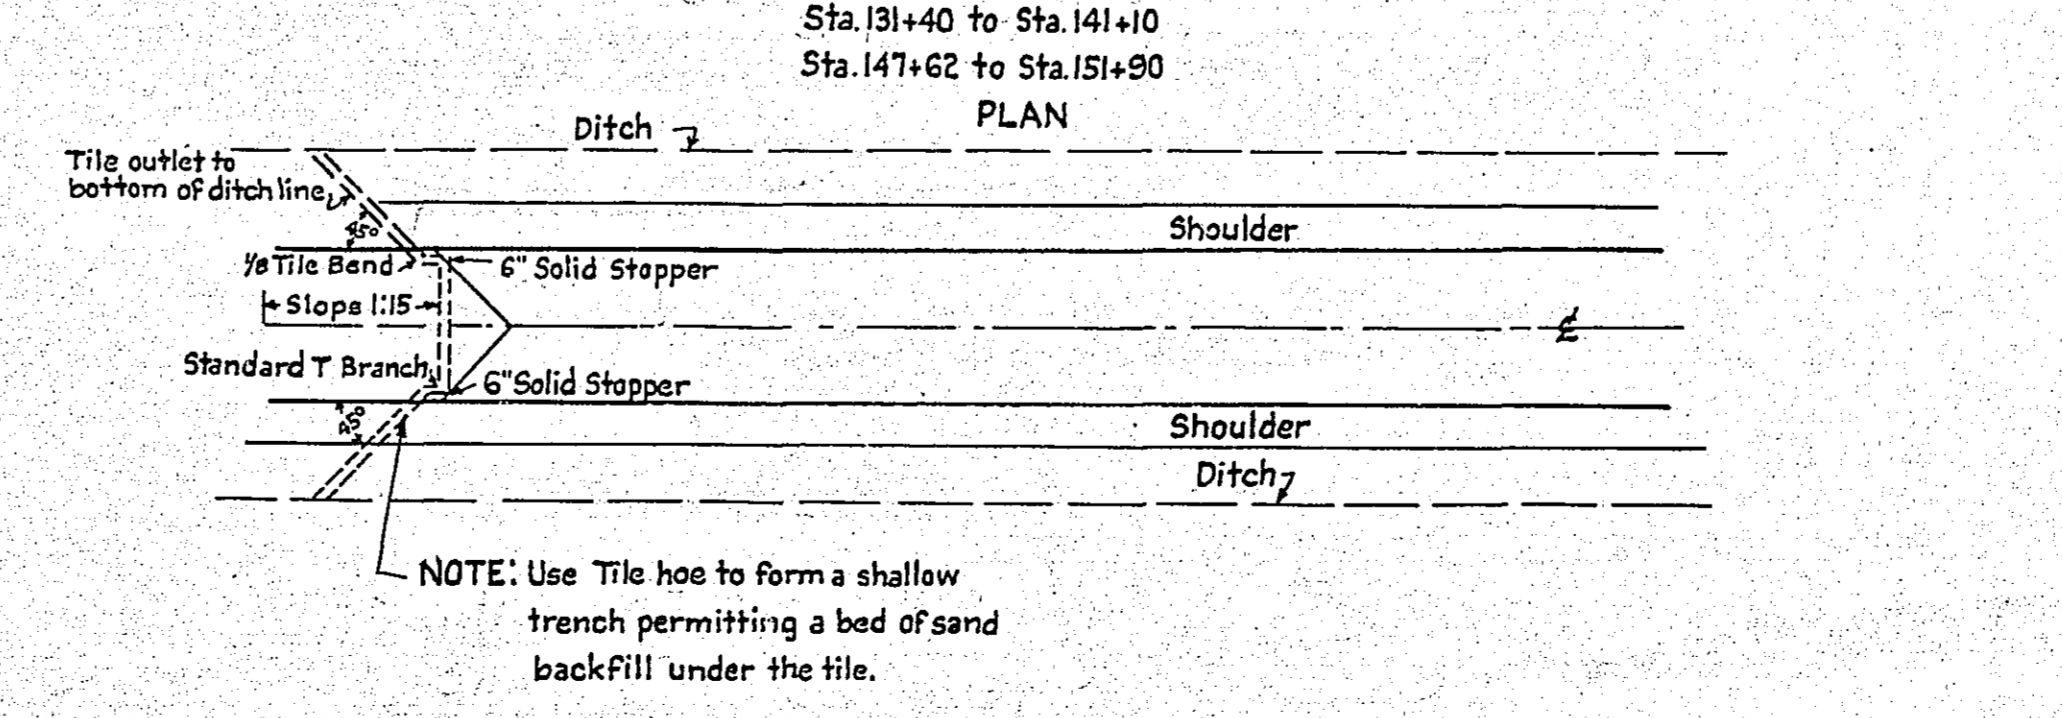 Sta. 131+40 to Sta. 141+10
Sta. 147+62 to Sta. 151+90
PLAN
Ditch
Tile outlet to
bottom of ditch line
45°
Shoulder
1/8 Tile Bend
6" Solid Stopper
Slope 1:15
℄
Standard T Branch
6" Solid Stopper
45°
Shoulder
Ditch
NOTE: Use Tile hoe to form a shallow
trench permitting a bed of sand
backfill under the tile.